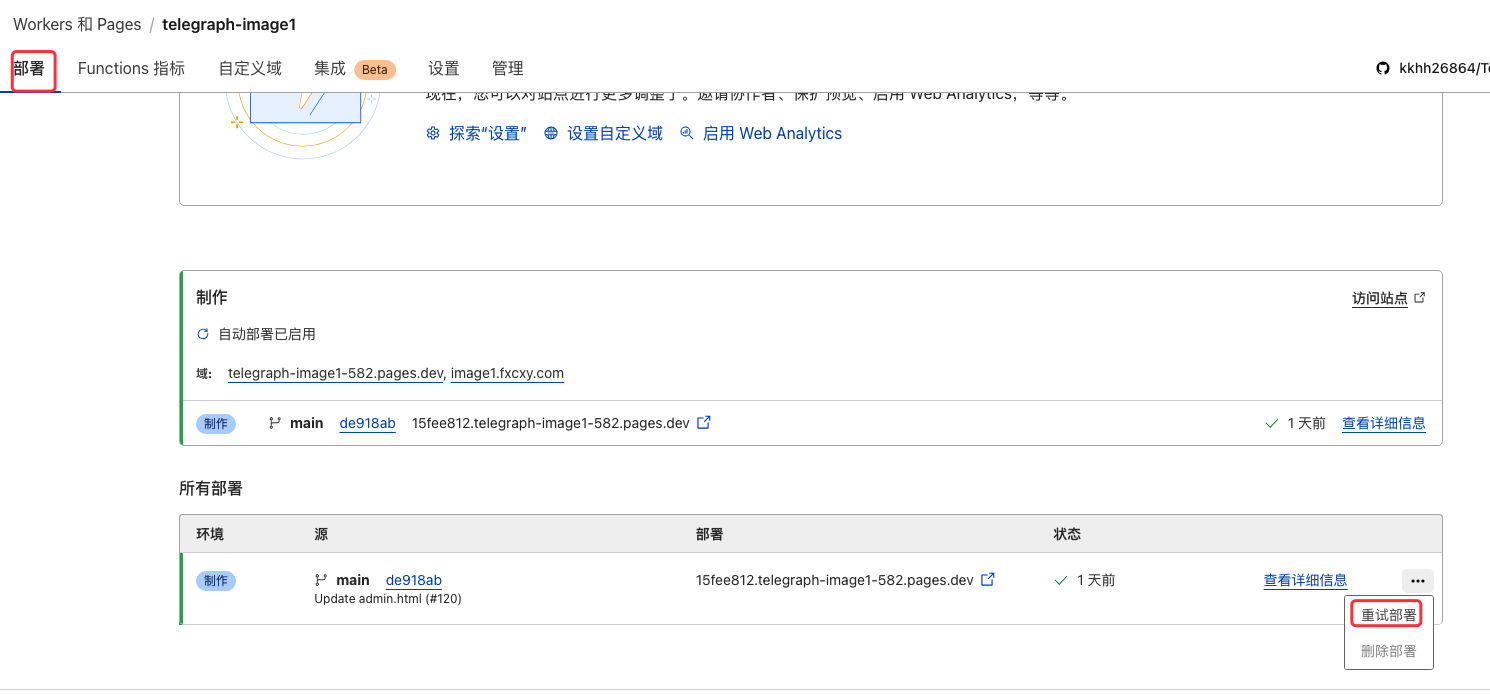 Workers 和 Pages / telegraph-image1
部署 Functions 指标 自定义域 集成 Beta 设置 管理 kkhh26864/T
现在，您可以对站点进行更多调整了。邀请协作者、保护预览、启用 Web Analytics，等等。
探索“设置” 设置自定义域 启用 Web Analytics
制作 访问站点
自动部署已启用
域: telegraph-image1-582.pages.dev, image1.fxcxy.com
制作 main de918ab 15fee812.telegraph-image1-582.pages.dev 1 天前 查看详细信息
所有部署
环境 源 部署 状态
制作 main de918ab 15fee812.telegraph-image1-582.pages.dev 1 天前 查看详细信息 •••
Update admin.html (#120)
重试部署
删除部署